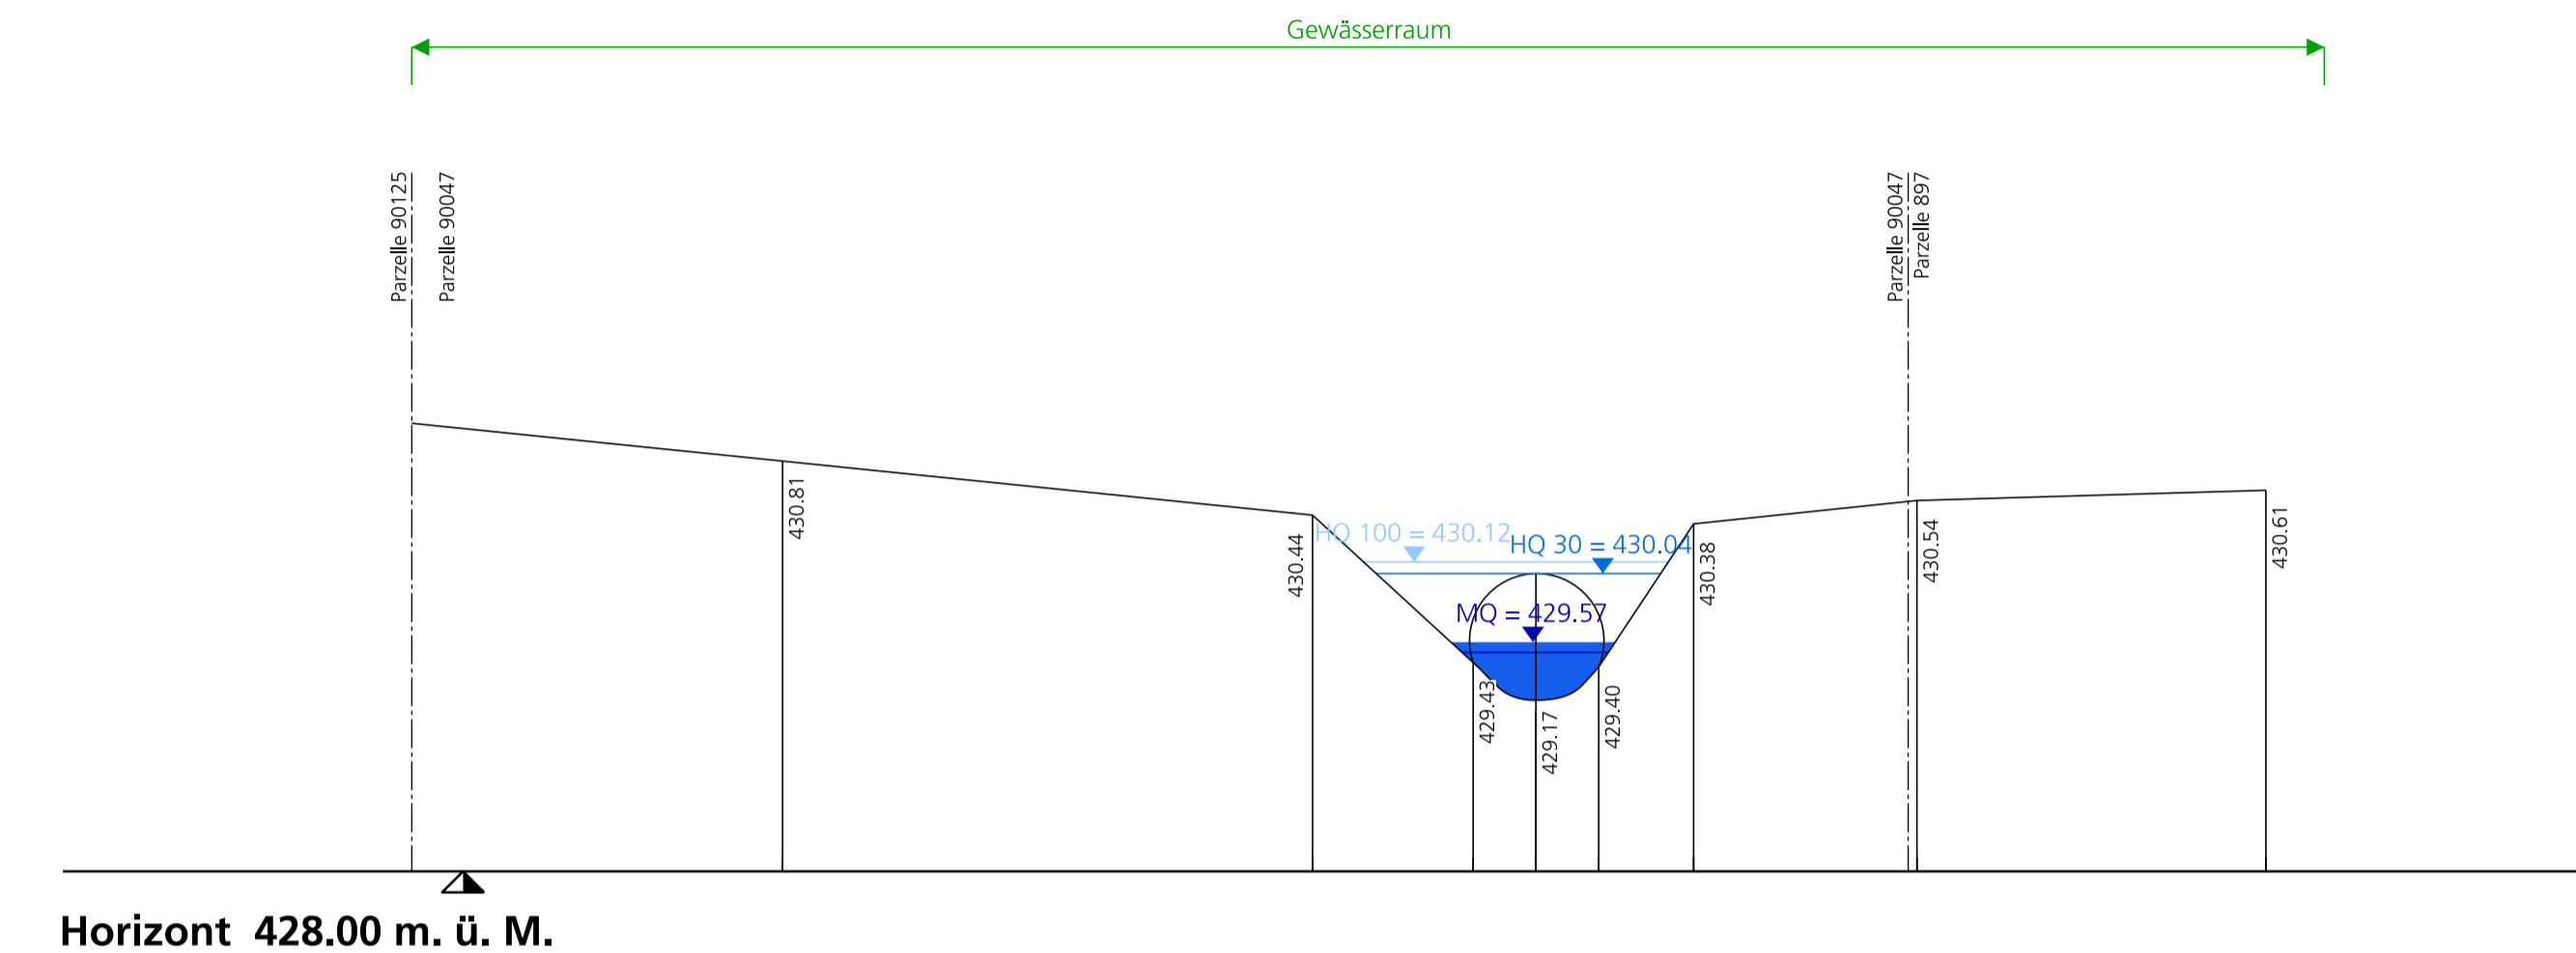 Gewässerraum
Parzelle 90125
Parzelle 90047
Parzelle 90047
Parzelle 897
430.81
430.44
HQ 100 = 430.12
HQ 30 = 430.04
MQ = 429.57
429.43
429.17
429.40
430.38
430.54
430.61
Horizont 428.00 m. ü. M.